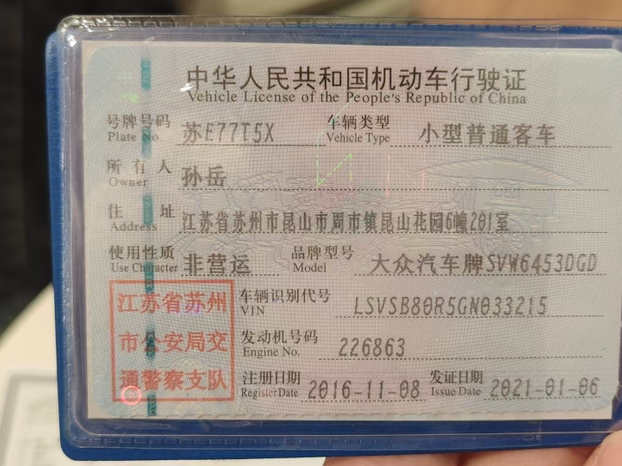 中华人民共和国机动车行驶证
Vehicle License of the People's Republic of China
号牌号码 Plate No. 苏E77T5X 车辆类型 Vehicle Type 小型普通客车
所有人 Owner 孙岳
住址 Address 江苏省苏州市昆山市周市镇昆山花园6幢201室
使用性质 Use Character 非营运 品牌型号 Model 大众汽车牌SVW6453DGD
车辆识别代号 VIN LSVSB80R5GN033215
发动机号码 Engine No. 226863
注册日期 Register Date 2016-11-08 发证日期 Issue Date 2021-01-06
江苏省苏州
市公安局交
通警察支队